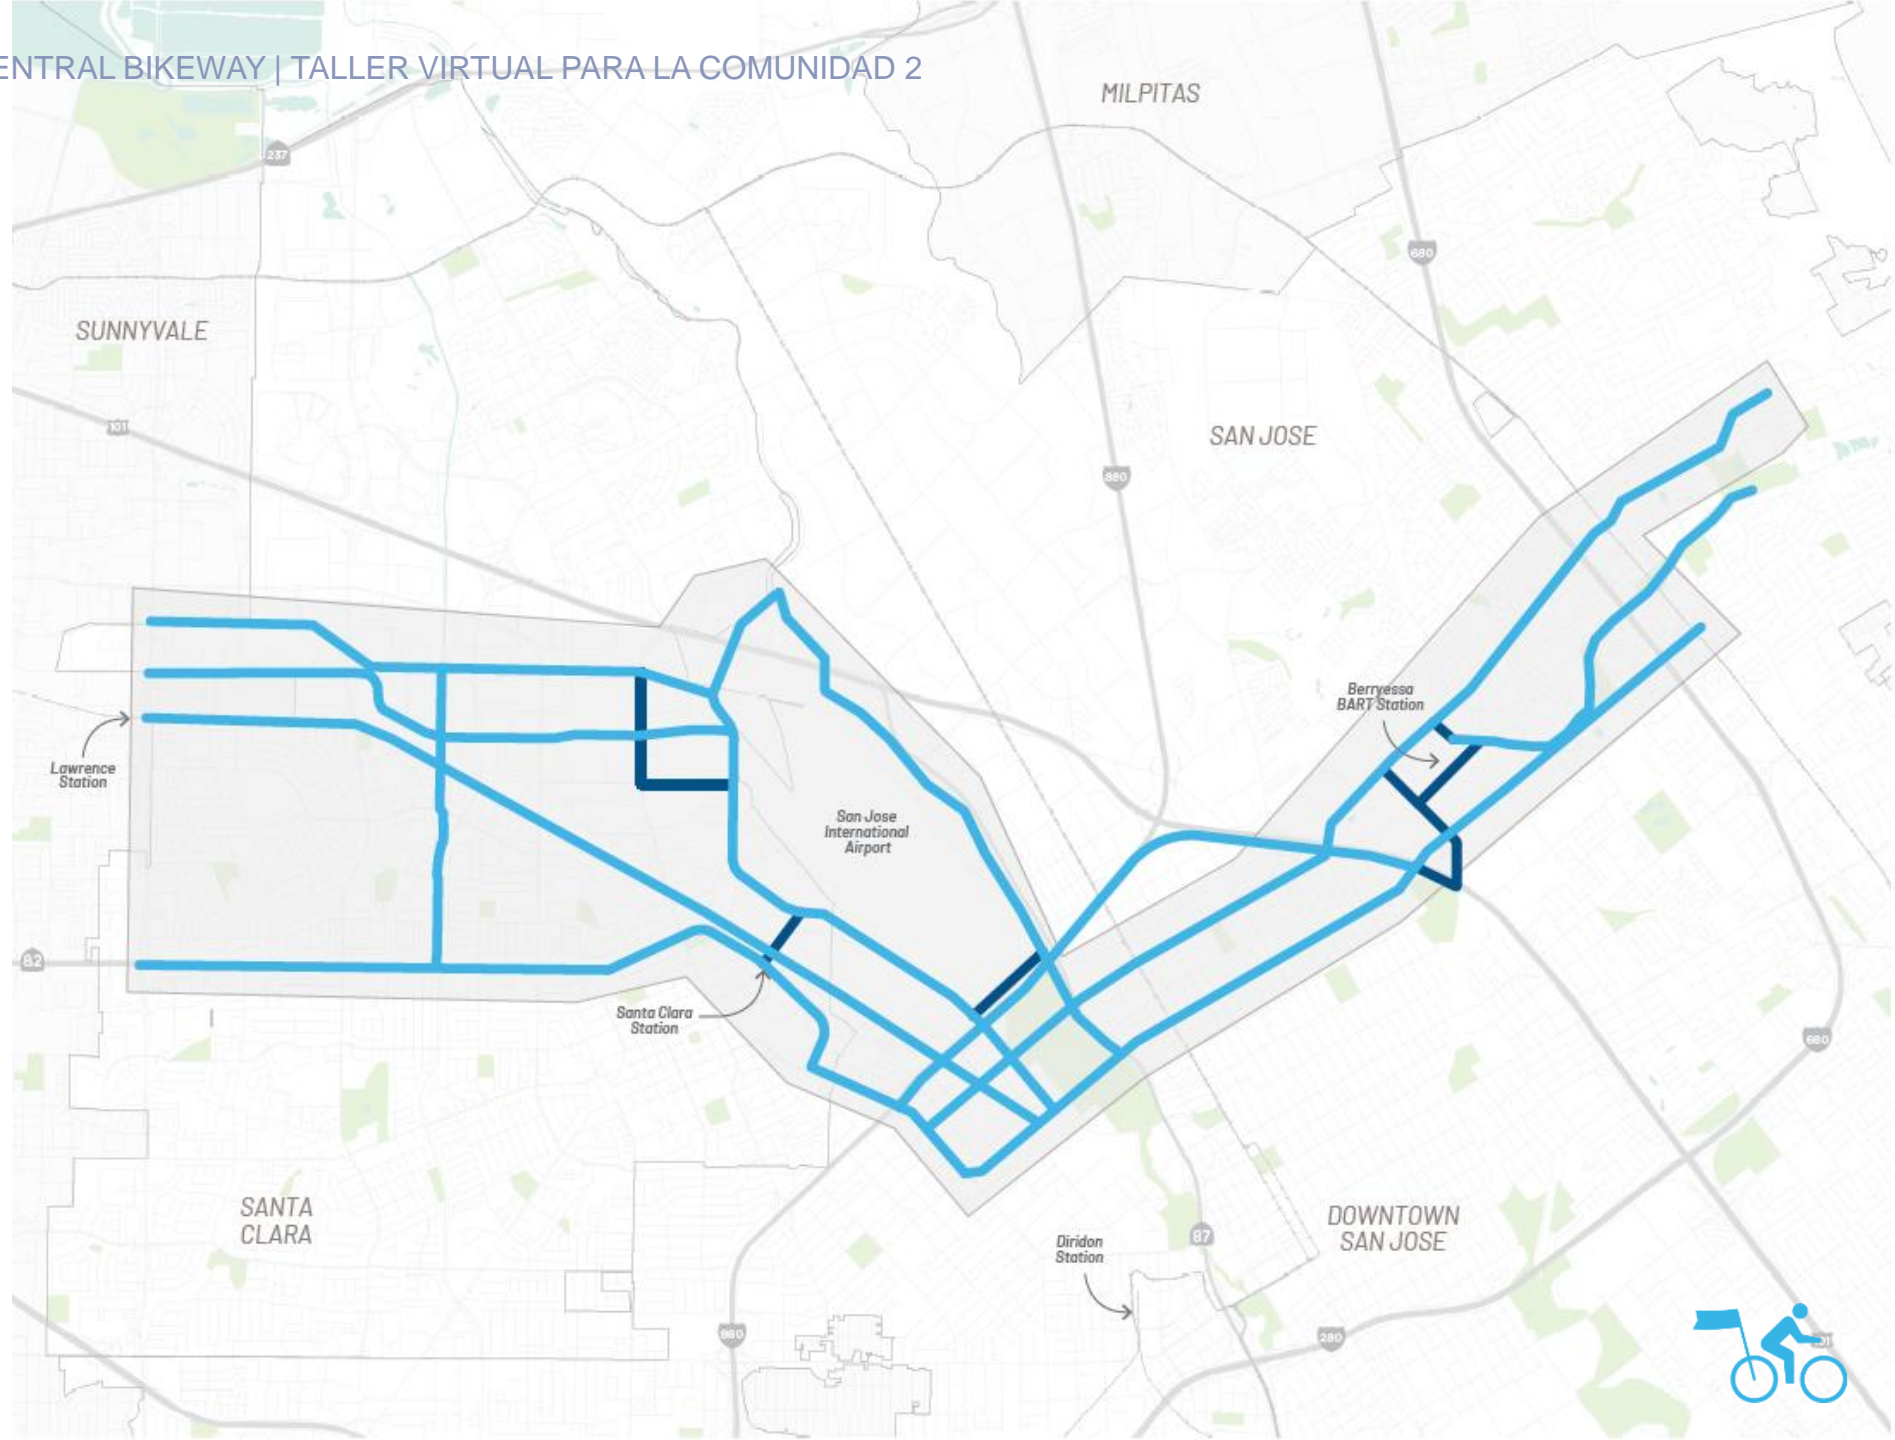 ENTRAL BIKEWAY | TALLER VIRTUAL PARA LA COMUNIDAD 2
MILPITAS
237
680
SUNNYVALE
101
SAN JOSE
880
Berryessa
BART Station
Lawrence
Station
San Jose
International
Airport
82
Santa Clara
Station
680
SANTA
CLARA
DOWNTOWN
SAN JOSE
Diridon
Station
87
880
280
101